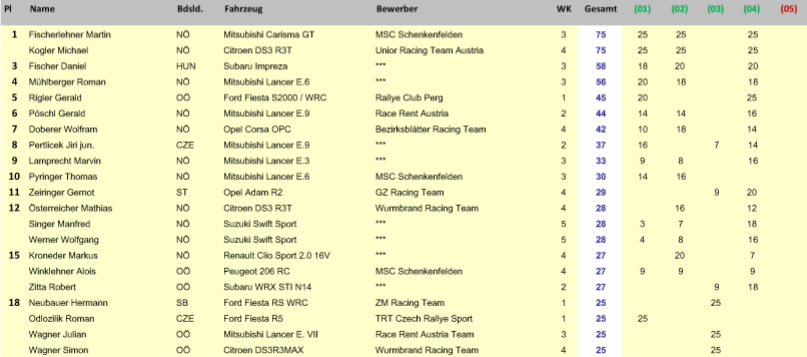 Pl Name Bdsld. Fahrzeug Bewerber WK Gesamt (01) (02) (03) (04) (05)
1 Fischerlehner Martin NÖ Mitsubishi Carisma GT MSC Schenkenfelden 3 75 25 25 25
Kogler Michael NÖ Citroen DS3 R3T Unior Racing Team Austria 4 75 25 25 25
3 Fischer Daniel HUN Subaru Impreza *** 3 58 18 20 20
4 Mühlberger Roman NÖ Mitsubishi Lancer E.6 *** 3 56 20 18 18
5 Rigler Gerald OÖ Ford Fiesta S2000 / WRC Rallye Club Perg 1 45 20 25
6 Pöschl Gerald NÖ Mitsubishi Lancer E.9 Race Rent Austria 2 44 14 14 16
7 Doberer Wolfram NÖ Opel Corsa OPC Bezirksblätter Racing Team 4 42 10 18 14
8 Pertlicek Jiri jun. CZE Mitsubishi Lancer E.9 *** 2 37 16 7 14
9 Lamprecht Marvin NÖ Mitsubishi Lancer E.3 *** 3 33 9 8 16
10 Pyringer Thomas NÖ Mitsubishi Lancer E.6 MSC Schenkenfelden 3 30 14 16
11 Zeiringer Gernot ST Opel Adam R2 GZ Racing Team 4 29 9 20
12 Österreicher Mathias NÖ Citroen DS3 R3T Wurmbrand Racing Team 4 28 16 12
Singer Manfred NÖ Suzuki Swift Sport *** 5 28 3 7 18
Werner Wolfgang NÖ Suzuki Swift Sport *** 5 28 4 8 16
15 Kroneder Markus NÖ Renault Clio Sport 2.0 16V *** 4 27 20 7
Winklehner Alois OÖ Peugeot 206 RC MSC Schenkenfelden 4 27 9 9 9
Zitta Robert OÖ Subaru WRX STI N14 *** 2 27 9 18
18 Neubauer Hermann SB Ford Fiesta RS WRC ZM Racing Team 1 25 25
Odlozilik Roman CZE Ford Fiesta R5 TRT Czech Rallye Sport 1 25 25
Wagner Julian OÖ Mitsubishi Lancer E. VII Race Rent Austria Team 3 25 25
Wagner Simon OÖ Citroen DS3R3MAX Wurmbrand Racing Team 4 25 25